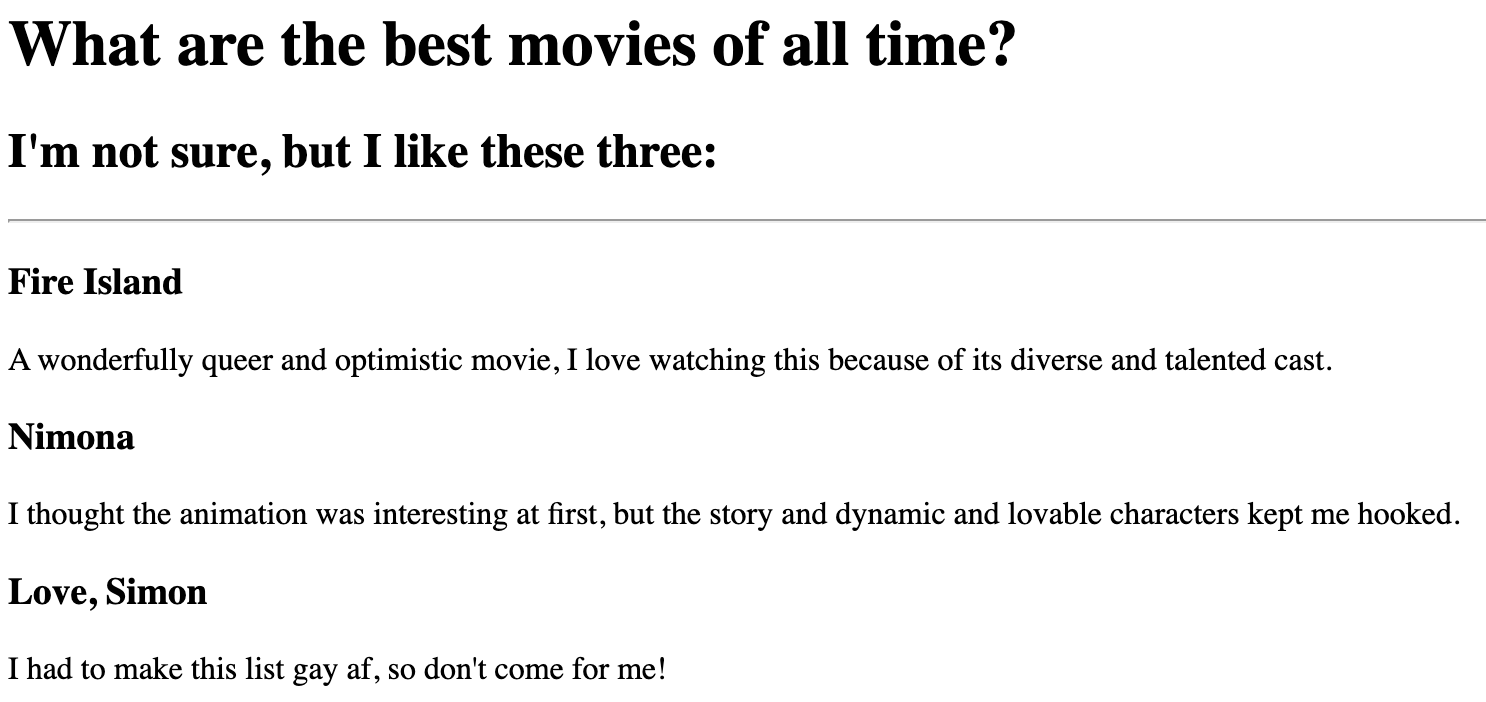 What are the best movies of all time?
I'm not sure, but I like these three:
Fire Island
A wonderfully queer and optimistic movie, I love watching this because of its diverse and talented cast.
Nimona
I thought the animation was interesting at first, but the story and dynamic and lovable characters kept me hooked.
Love, Simon
I had to make this list gay af, so don't come for me!